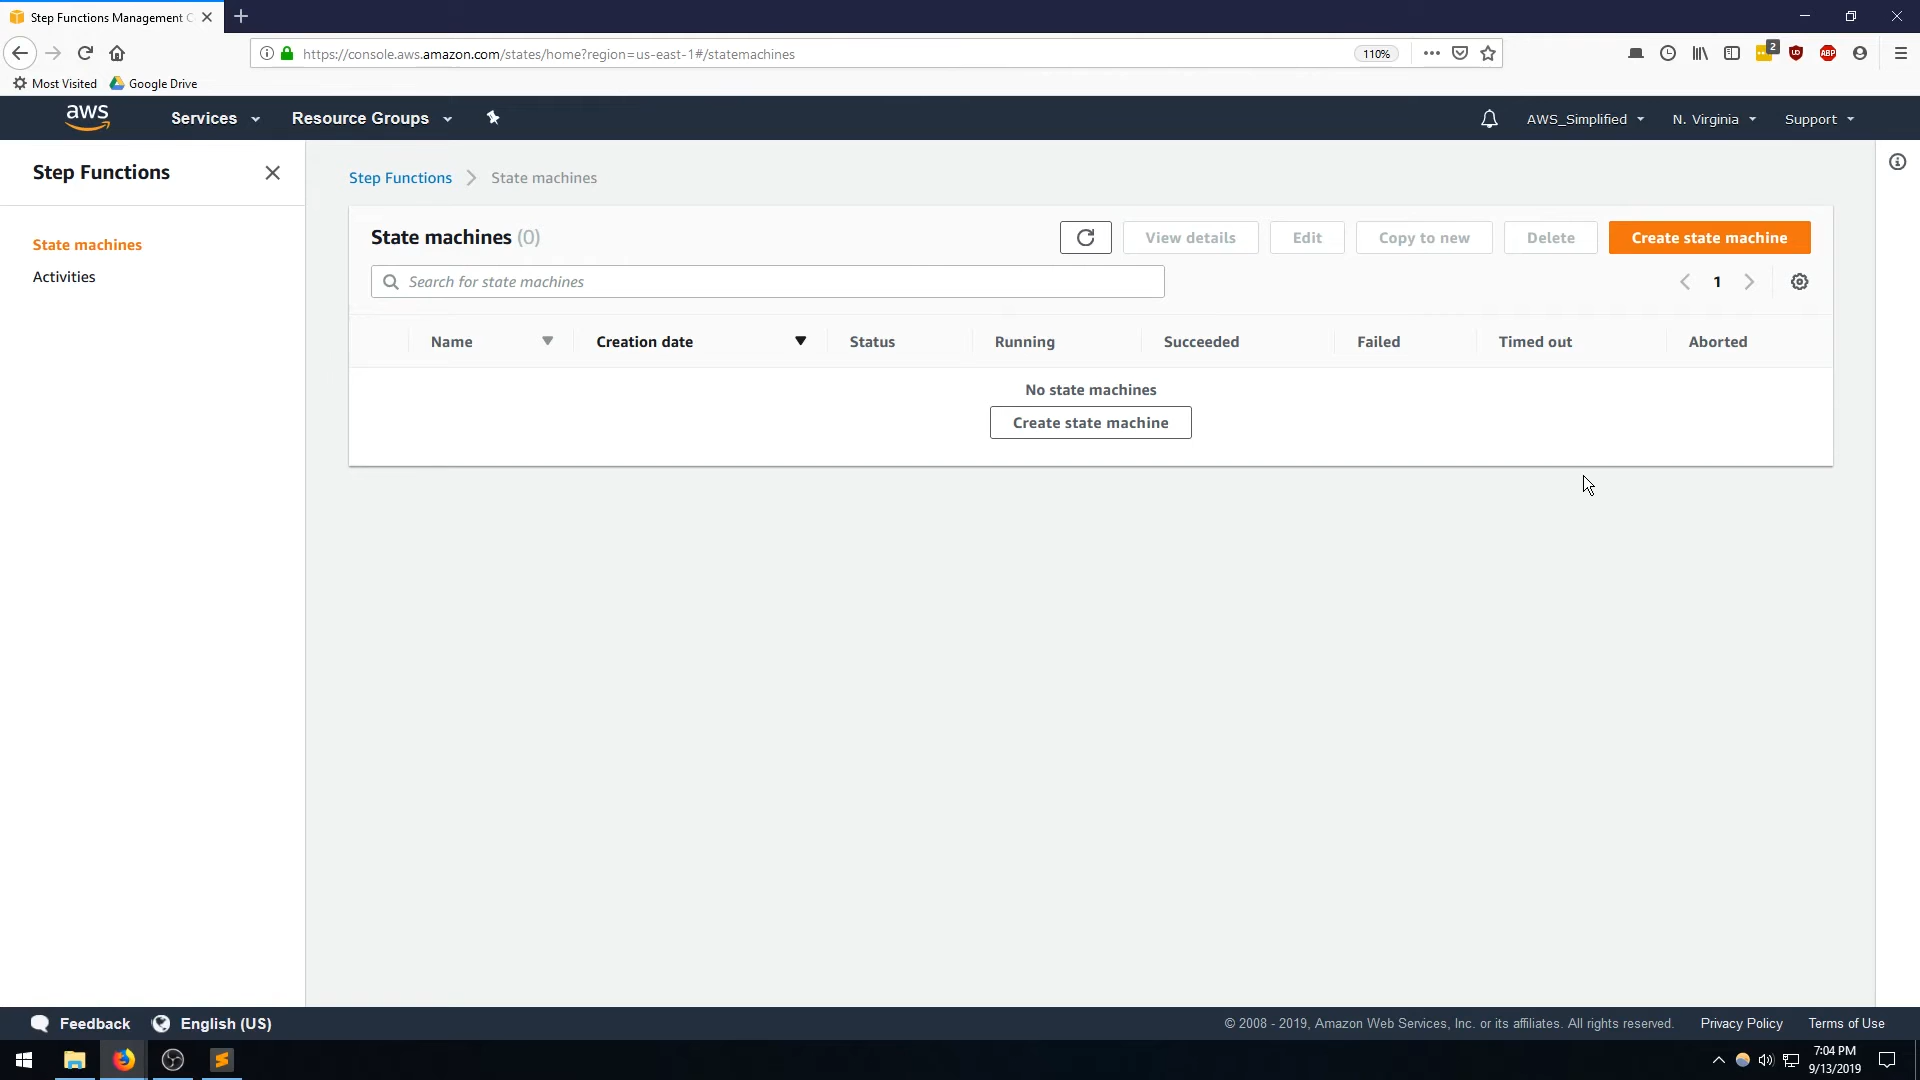 Step Functions Management C
https://console.aws.amazon.com/states/home?region=us-east-1#/statemachines
110%
2
ABP
Most Visited
Google Drive
aws
Services
Resource Groups
AWS_Simplified
N. Virginia
Support
Step Functions
State machines
Activities
Step Functions
State machines
State machines (0)
View details
Edit
Copy to new
Delete
Create state machine
Search for state machines
1
Name
Creation date
Status
Running
Succeeded
Failed
Timed out
Aborted
No state machines
Create state machine
Feedback
English (US)
© 2008 - 2019, Amazon Web Services, Inc. or its affiliates. All rights reserved.
Privacy Policy
Terms of Use
7:04 PM
9/13/2019